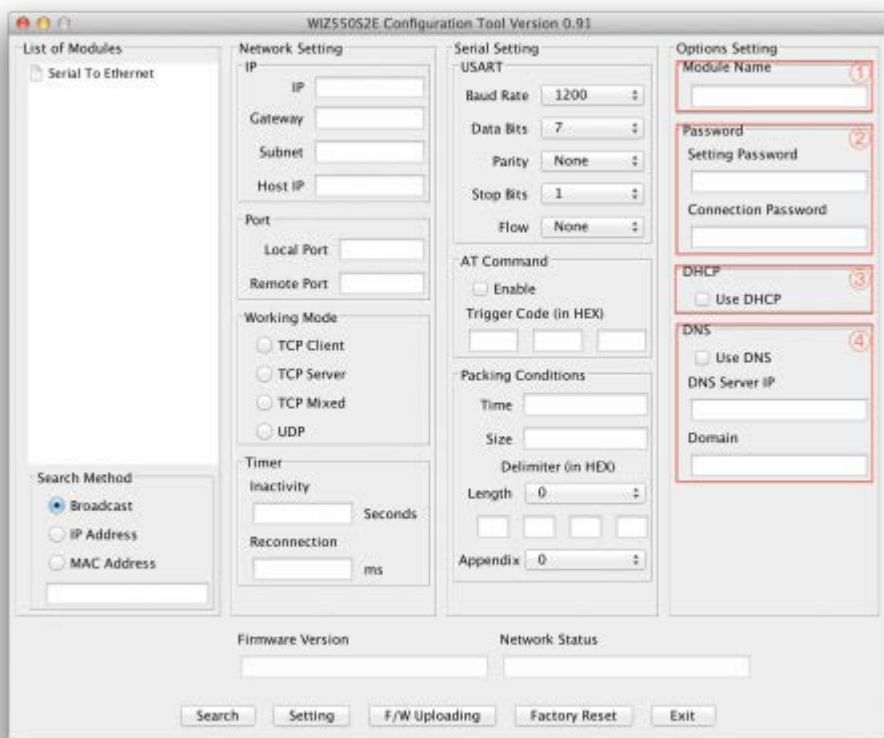 WIZ550S2E Configuration Tool Version 0.91
List of Modules
Serial To Ethernet
Search Method
Broadcast
IP Address
MAC Address
Network Setting
IP
IP
Gateway
Subnet
Host IP
Port
Local Port
Remote Port
Working Mode
TCP Client
TCP Server
TCP Mixed
UDP
Timer
Inactivity
Seconds
Reconnection
ms
Serial Setting
USART
Baud Rate 1200
Data Bits 7
Parity None
Stop Bits 1
Flow None
AT Command
Enable
Trigger Code (in HEX)
Packing Conditions
Time
Size
Delimiter (in HEX)
Length 0
Appendix 0
Options Setting
Module Name ①
Password ②
Setting Password
Connection Password
DHCP ③
Use DHCP
DNS ④
Use DNS
DNS Server IP
Domain
Firmware Version
Network Status
Search Setting F/W Uploading Factory Reset Exit